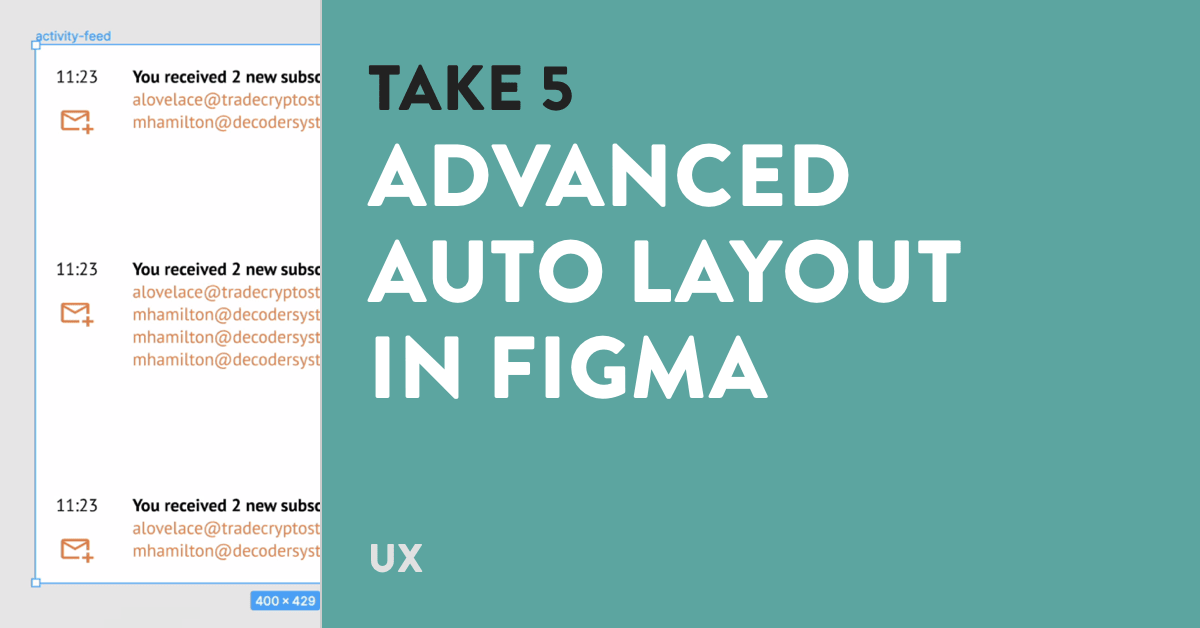 activity-feed
11:23
You received 2 new subsc
alovelace@tradecryptost
mhamilton@decodersyst
11:23
You received 2 new subsc
alovelace@tradecryptost
mhamilton@decodersyst
mhamilton@decodersyst
mhamilton@decodersyst
11:23
You received 2 new subsc
alovelace@tradecryptost
mhamilton@decodersyst
400 × 429
TAKE 5
ADVANCED
AUTO LAYOUT
IN FIGMA
UX